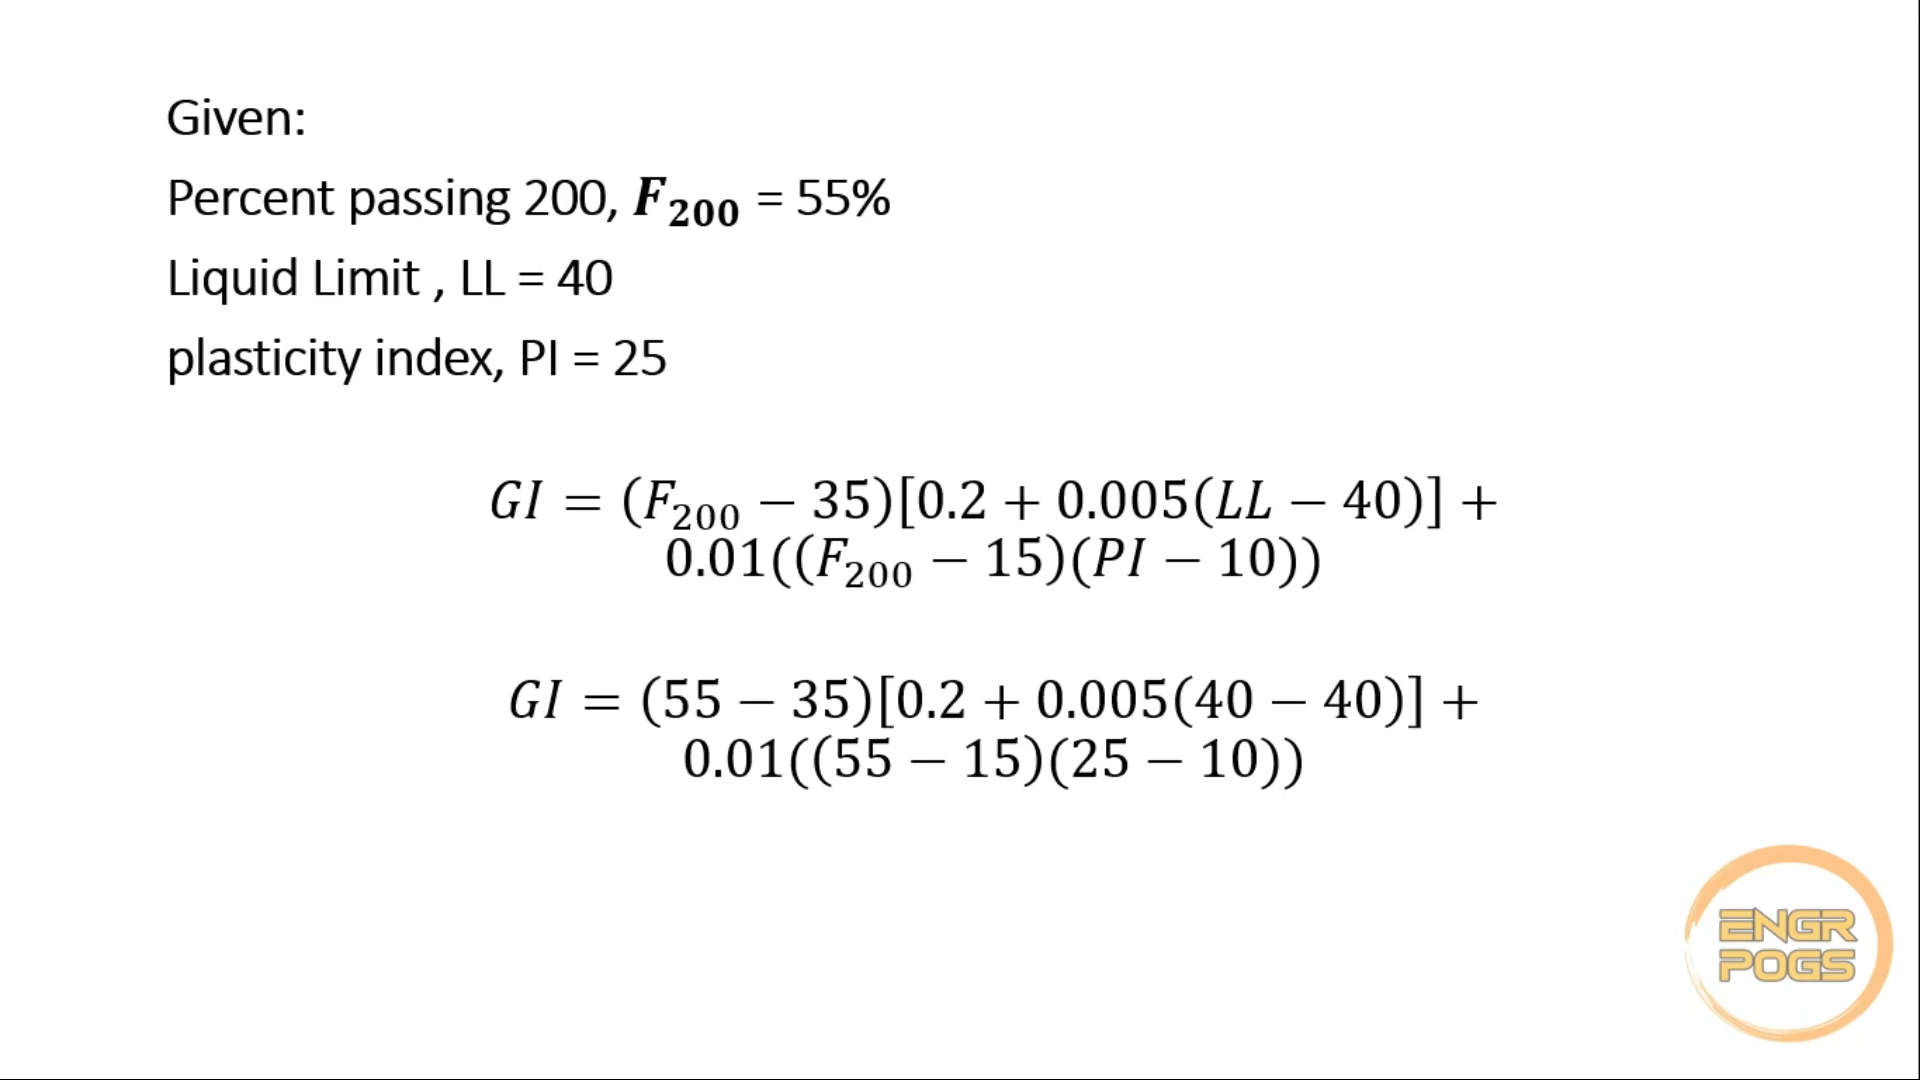 Given:
Percent passing 200, F₂₀₀ = 55%
Liquid Limit , LL = 40
plasticity index, PI = 25
GI = (F₂₀₀ − 35)[0.2 + 0.005(LL − 40)] +
0.01((F₂₀₀ − 15)(PI − 10))
GI = (55 − 35)[0.2 + 0.005(40 − 40)] +
0.01((55 − 15)(25 − 10))
ENGR
POGS